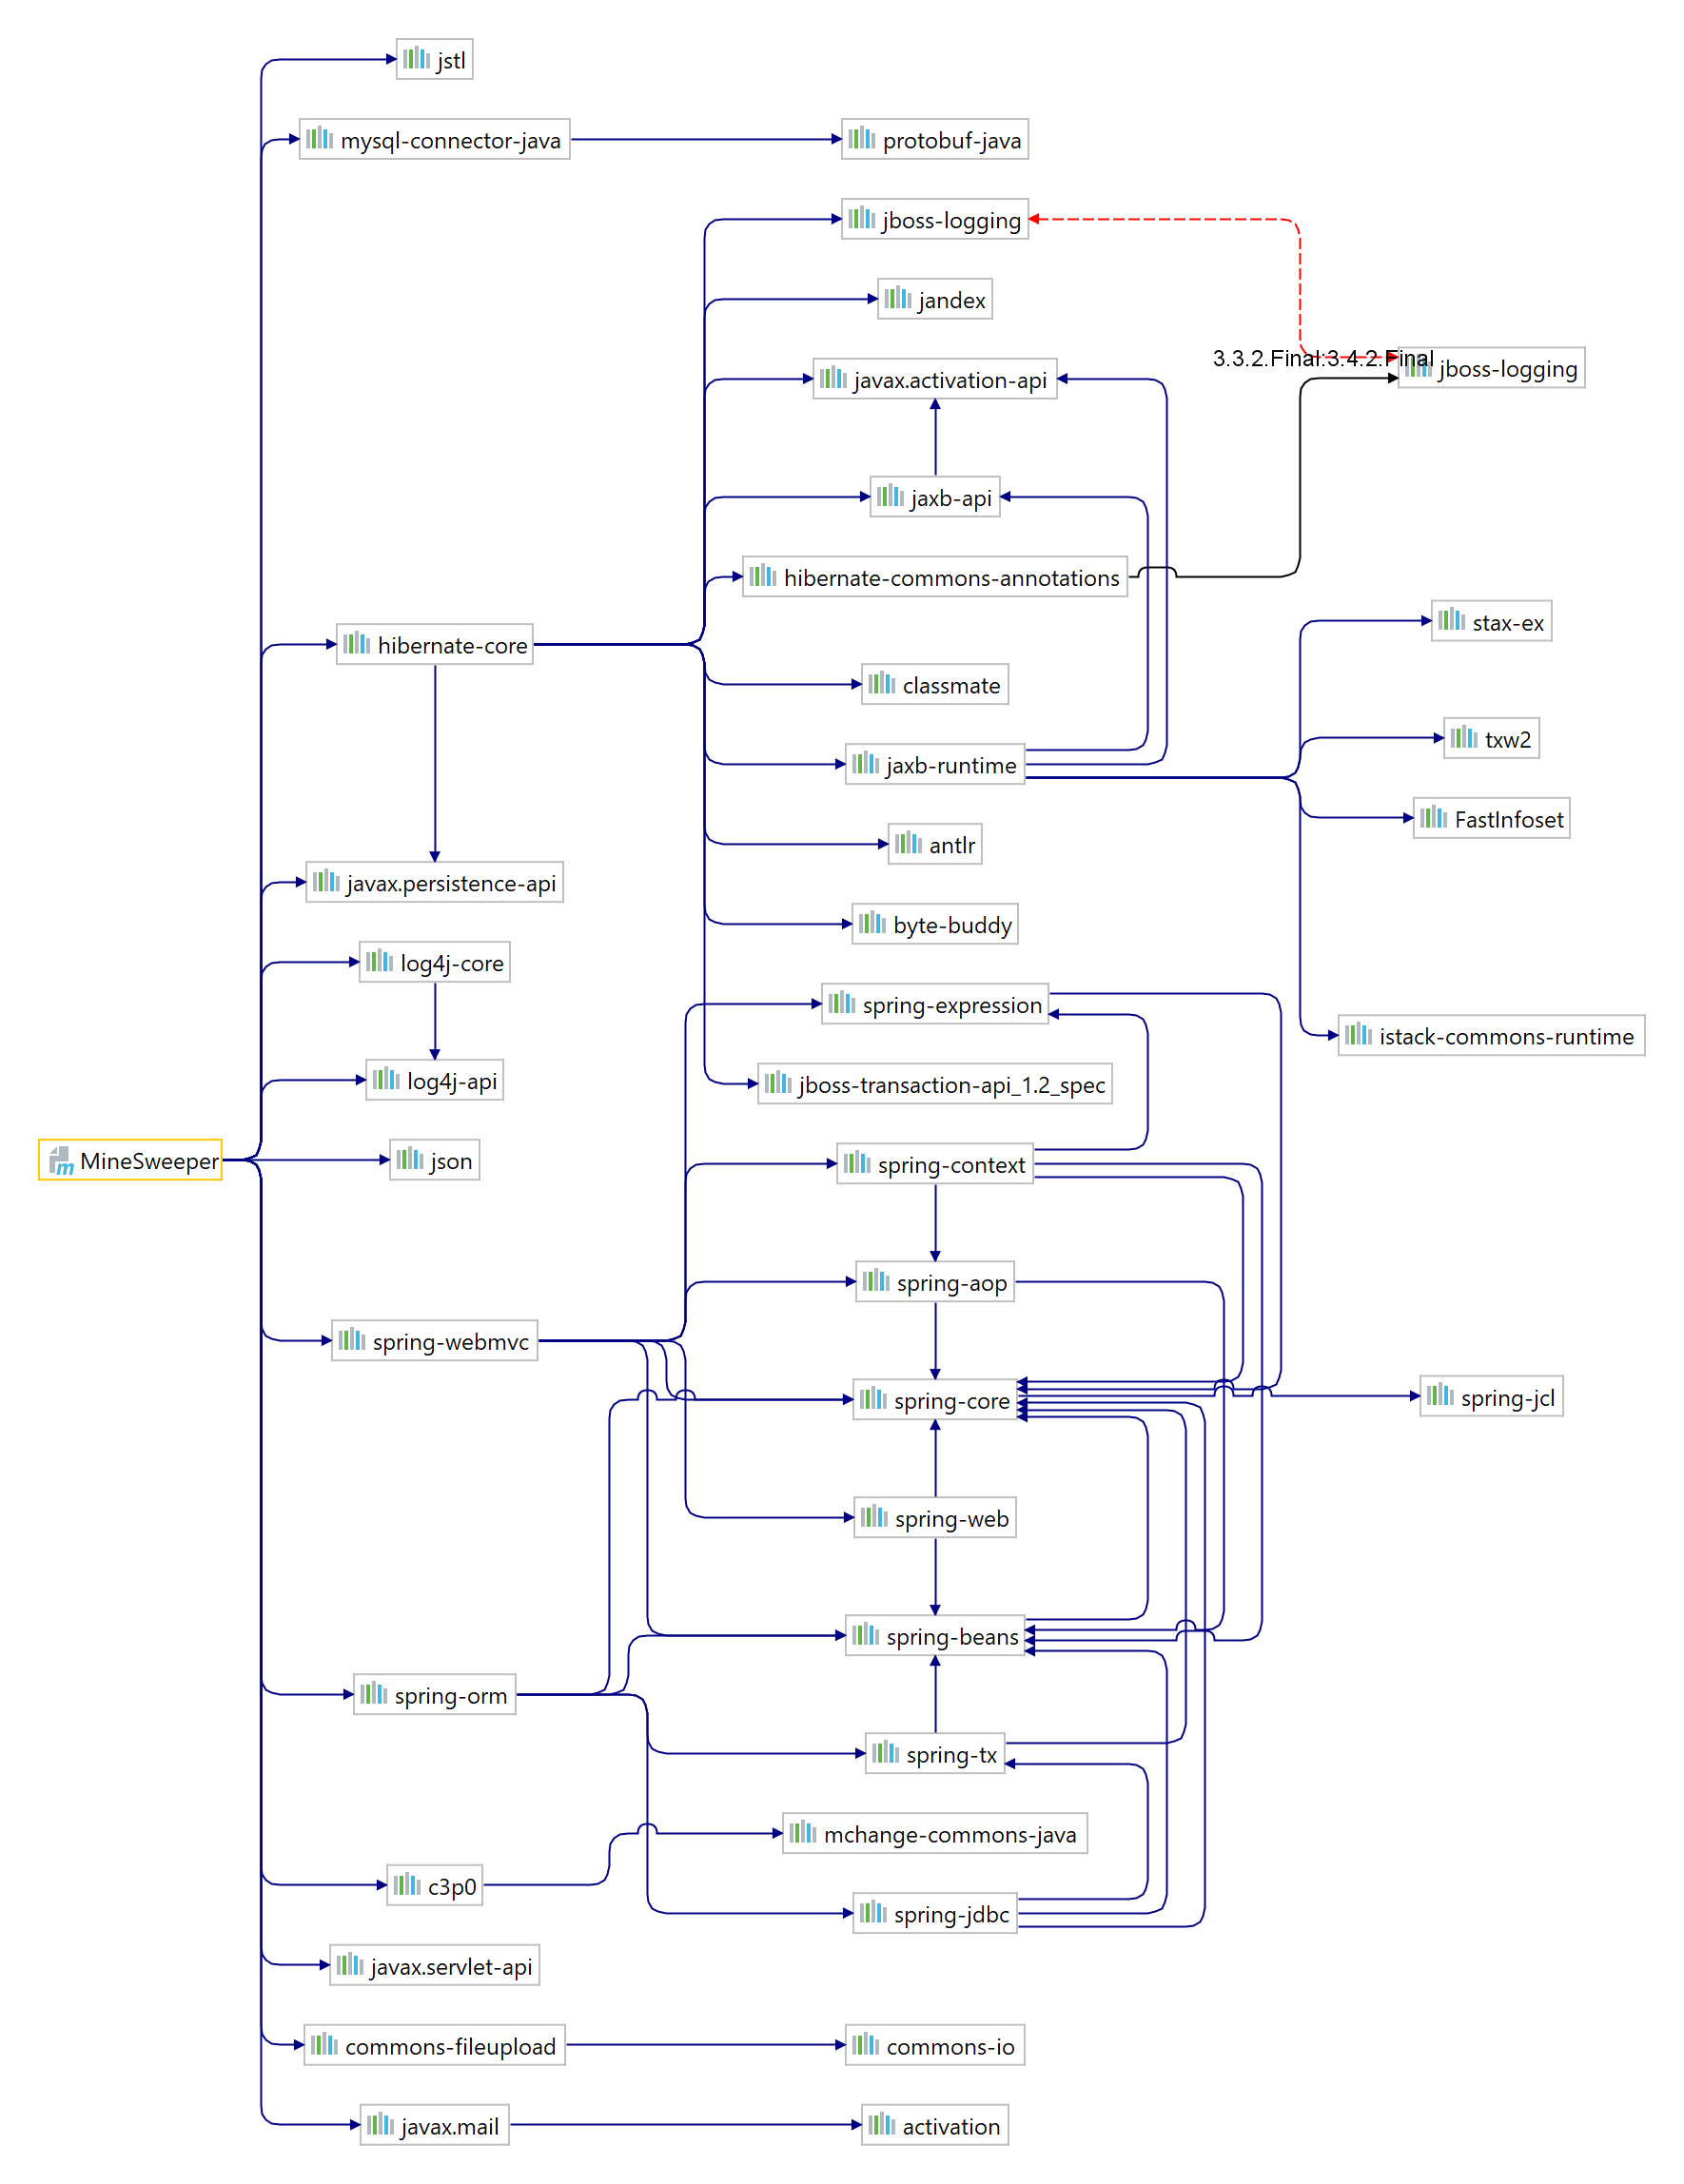 jstl
mysql-connector-java
protobuf-java
jboss-logging
jandex
3.3.2.Final:3.4.2.Final
jboss-logging
javax.activation-api
jaxb-api
hibernate-commons-annotations
stax-ex
hibernate-core
classmate
txw2
jaxb-runtime
FastInfoset
antlr
javax.persistence-api
byte-buddy
log4j-core
spring-expression
istack-commons-runtime
log4j-api
jboss-transaction-api_1.2_spec
MineSweeper
json
spring-context
spring-aop
spring-webmvc
spring-core
spring-jcl
spring-web
spring-beans
spring-orm
spring-tx
mchange-commons-java
c3p0
spring-jdbc
javax.servlet-api
commons-fileupload
commons-io
javax.mail
activation